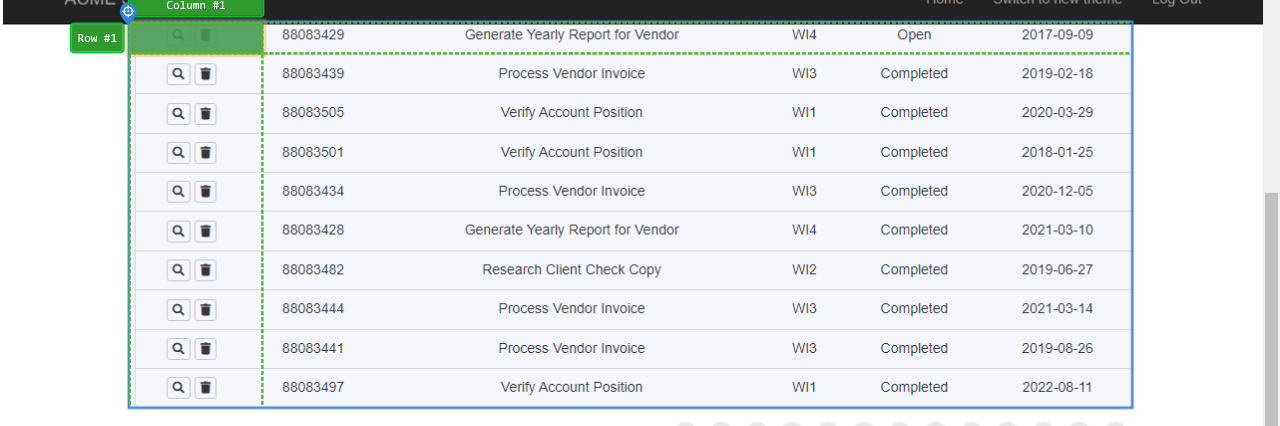 Column #1
Home Switch to new theme Log Out
Row #1
88083429 Generate Yearly Report for Vendor WI4 Open 2017-09-09
88083439 Process Vendor Invoice WI3 Completed 2019-02-18
88083505 Verify Account Position WI1 Completed 2020-03-29
88083501 Verify Account Position WI1 Completed 2018-01-25
88083434 Process Vendor Invoice WI3 Completed 2020-12-05
88083428 Generate Yearly Report for Vendor WI4 Completed 2021-03-10
88083482 Research Client Check Copy WI2 Completed 2019-06-27
88083444 Process Vendor Invoice WI3 Completed 2021-03-14
88083441 Process Vendor Invoice WI3 Completed 2019-08-26
88083497 Verify Account Position WI1 Completed 2022-08-11